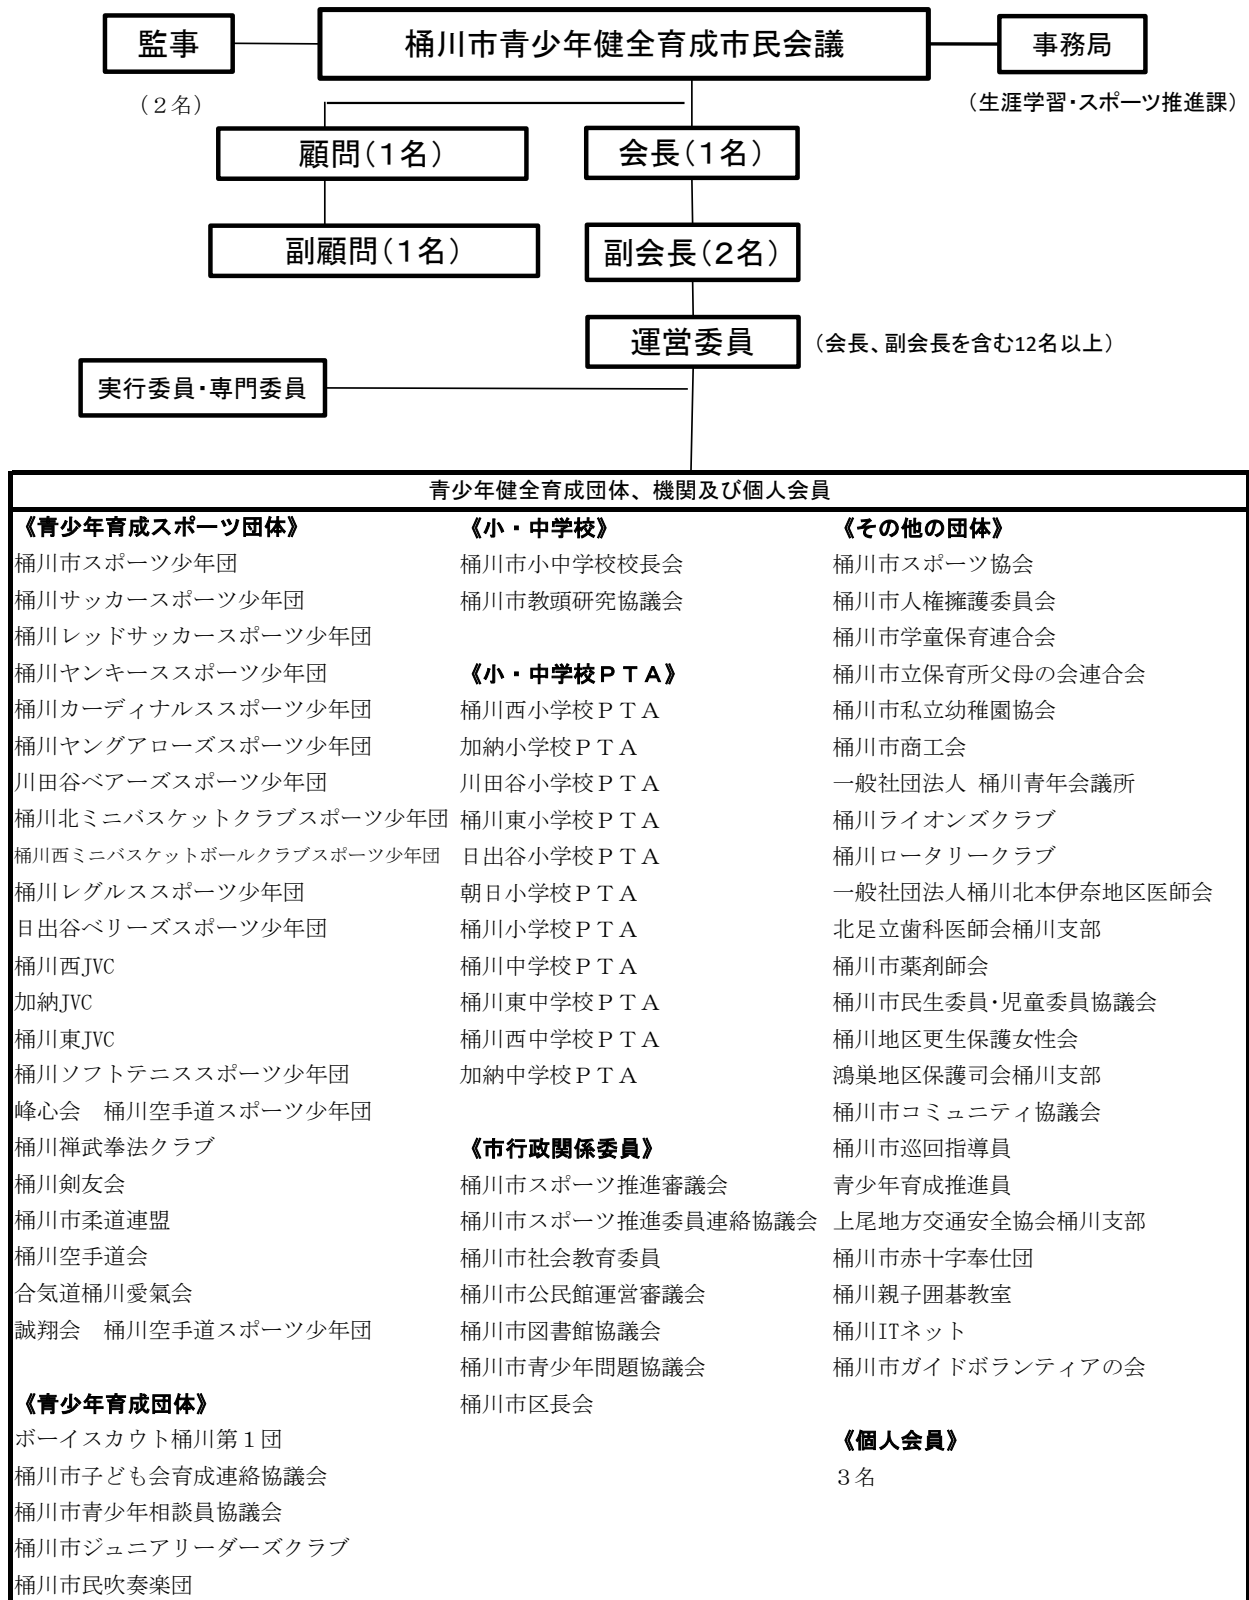 監事
桶川市青少年健全育成市民会議
事務局
（２名）
（生涯学習・スポーツ推進課）
顧問（１名）
会長（１名）
副顧問（１名）
副会長（２名）
運営委員
（会長、副会長を含む12名以上）
実行委員・専門委員
青少年健全育成団体、機関及び個人会員
《青少年育成スポーツ団体》
桶川市スポーツ少年団
桶川サッカースポーツ少年団
桶川レッドサッカースポーツ少年団
桶川ヤンキーススポーツ少年団
桶川カーディナルススポーツ少年団
桶川ヤングアローズスポーツ少年団
川田谷ベアーズスポーツ少年団
桶川北ミニバスケットクラブスポーツ少年団
桶川西ミニバスケットボールクラブスポーツ少年団
桶川レグルススポーツ少年団
日出谷ベリーズスポーツ少年団
桶川西JVC
加納JVC
桶川東JVC
桶川ソフトテニススポーツ少年団
峰心会　桶川空手道スポーツ少年団
桶川禅武拳法クラブ
桶川剣友会
桶川市柔道連盟
桶川空手道会
合気道桶川愛氣会
誠翔会　桶川空手道スポーツ少年団
《青少年育成団体》
ボーイスカウト桶川第１団
桶川市子ども会育成連絡協議会
桶川市青少年相談員協議会
桶川市ジュニアリーダーズクラブ
桶川市民吹奏楽団
《小・中学校》
桶川市小中学校校長会
桶川市教頭研究協議会
《小・中学校ＰＴＡ》
桶川西小学校ＰＴＡ
加納小学校ＰＴＡ
川田谷小学校ＰＴＡ
桶川東小学校ＰＴＡ
日出谷小学校ＰＴＡ
朝日小学校ＰＴＡ
桶川小学校ＰＴＡ
桶川中学校ＰＴＡ
桶川東中学校ＰＴＡ
桶川西中学校ＰＴＡ
加納中学校ＰＴＡ
《市行政関係委員》
桶川市スポーツ推進審議会
桶川市スポーツ推進委員連絡協議会
桶川市社会教育委員
桶川市公民館運営審議会
桶川市図書館協議会
桶川市青少年問題協議会
桶川市区長会
《その他の団体》
桶川市スポーツ協会
桶川市人権擁護委員会
桶川市学童保育連合会
桶川市立保育所父母の会連合会
桶川市私立幼稚園協会
桶川市商工会
一般社団法人 桶川青年会議所
桶川ライオンズクラブ
桶川ロータリークラブ
一般社団法人桶川北本伊奈地区医師会
北足立歯科医師会桶川支部
桶川市薬剤師会
桶川市民生委員・児童委員協議会
桶川地区更生保護女性会
鴻巣地区保護司会桶川支部
桶川市コミュニティ協議会
桶川市巡回指導員
青少年育成推進員
上尾地方交通安全協会桶川支部
桶川市赤十字奉仕団
桶川親子囲碁教室
桶川ITネット
桶川市ガイドボランティアの会
《個人会員》
３名